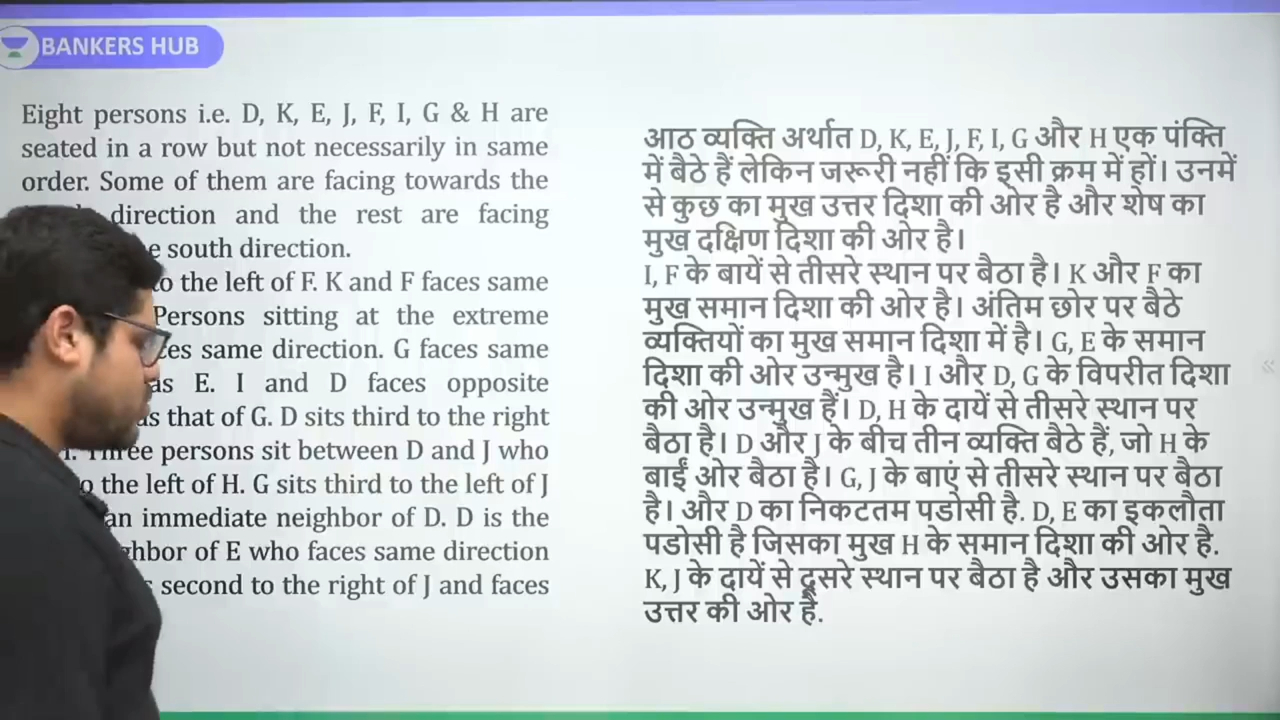 BANKERS HUB
Eight persons i.e. D, K, E, J, F, I, G & H are
seated in a row but not necessarily in same
order. Some of them are facing towards the
direction and the rest are facing
south direction.
to the left of F. K and F faces same
Persons sitting at the extreme
same direction. G faces same
as E. I and D faces opposite
as that of G. D sits third to the right
Three persons sit between D and J who
the left of H. G sits third to the left of J
an immediate neighbor of D. D is the
of E who faces same direction
second to the right of J and faces
आठ व्यक्ति अर्थात D, K, E, J, F, I, G और H एक पंक्ति
में बैठे हैं लेकिन जरूरी नहीं कि इसी क्रम में हों। उनमें
से कुछ का मुख उत्तर दिशा की ओर है और शेष का
मुख दक्षिण दिशा की ओर है।
I, F के बायें से तीसरे स्थान पर बैठा है। K और F का
मुख समान दिशा की ओर है। अंतिम छोर पर बैठे
व्यक्तियों का मुख समान दिशा में है। G, E के समान
दिशा की ओर उन्मुख है। I और D, G के विपरीत दिशा
की ओर उन्मुख हैं। D, H के दायें से तीसरे स्थान पर
बैठा है। D और J के बीच तीन व्यक्ति बैठे हैं, जो H के
बाईं ओर बैठा है। G, J के बाएं से तीसरे स्थान पर बैठा
है। और D का निकटतम पडोसी है. D, E का इकलौता
पडोसी है जिसका मुख H के समान दिशा की ओर है.
K, J के दायें से दूसरे स्थान पर बैठा है और उसका मुख
उत्तर की ओर है.